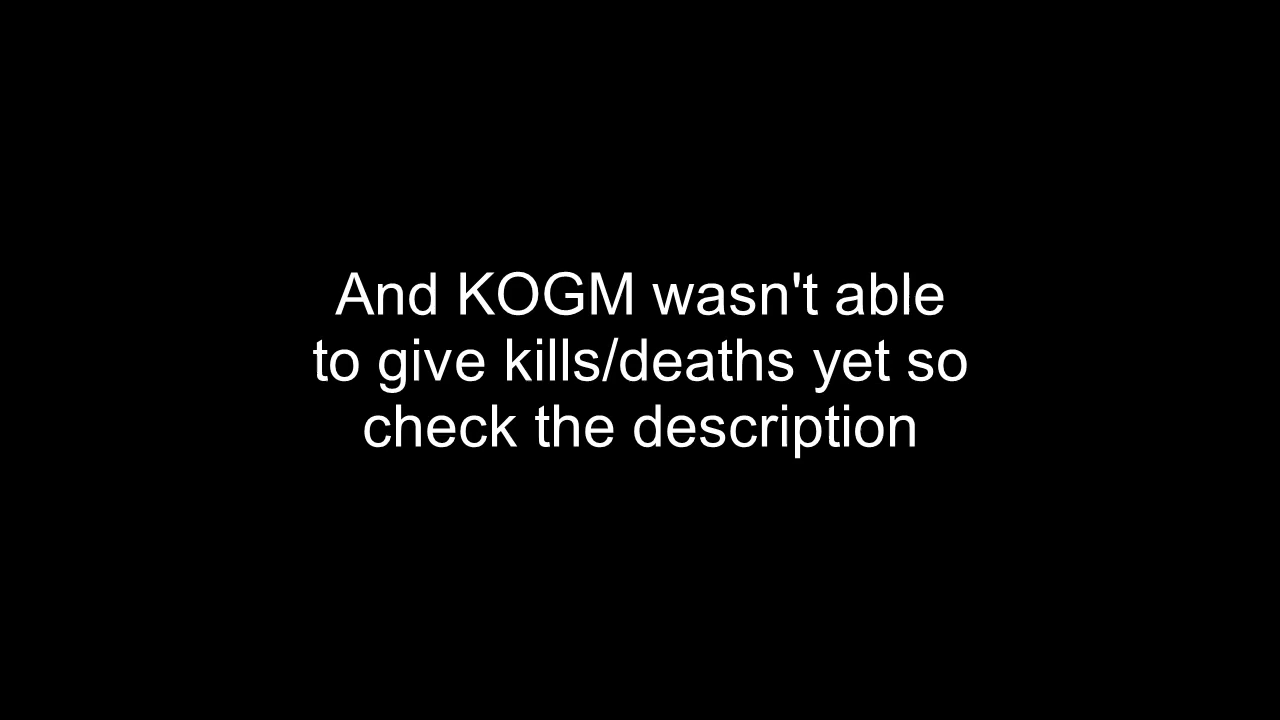 And KOGM wasn't able
to give kills/deaths yet so
check the description